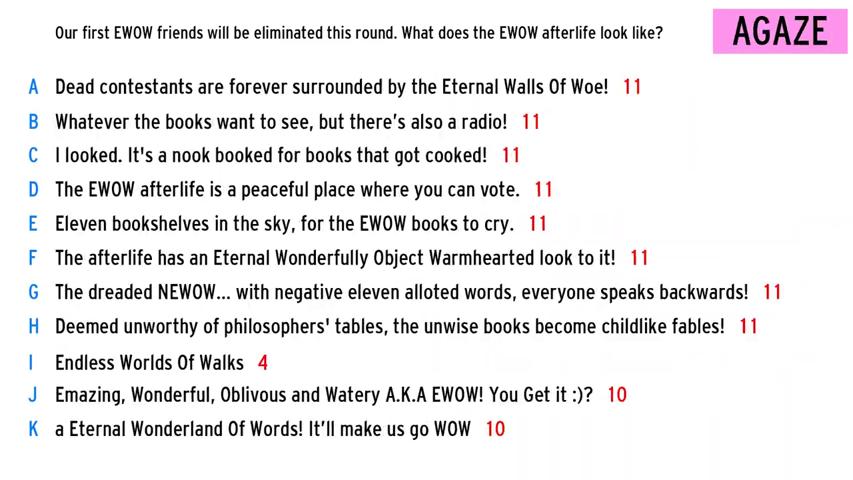 Our first EWOW friends will be eliminated this round. What does the EWOW afterlife look like?
AGAZE
A Dead contestants are forever surrounded by the Eternal Walls Of Woe! 11
B Whatever the books want to see, but there's also a radio! 11
C I looked. It's a nook booked for books that got cooked! 11
D The EWOW afterlife is a peaceful place where you can vote. 11
E Eleven bookshelves in the sky, for the EWOW books to cry. 11
F The afterlife has an Eternal Wonderfully Object Warmhearted look to it! 11
G The dreaded NEWOW... with negative eleven alloted words, everyone speaks backwards! 11
H Deemed unworthy of philosophers' tables, the unwise books become childlike fables! 11
I Endless Worlds Of Walks 4
J Emazing, Wonderful, Oblivous and Watery A.K.A EWOW! You Get it :)? 10
K a Eternal Wonderland Of Words! It'll make us go WOW 10